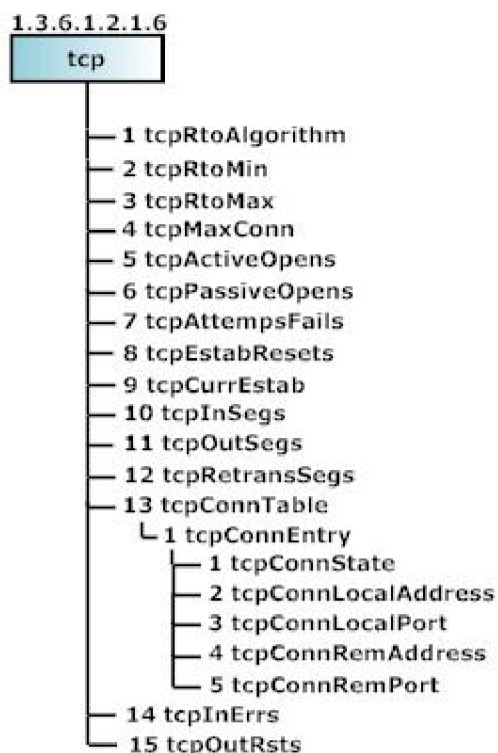 1.3.6.1.2.1.6
tcp
1 tcpRtoAlgorithm
2 tcpRtoMin
3 tcpRtoMax
4 tcpMaxConn
5 tcpActiveOpens
6 tcpPassiveOpens
7 tcpAttempsFails
8 tcpEstabResets
9 tcpCurrEstab
10 tcpInSegs
11 tcpOutSegs
12 tcpRetransSegs
13 tcpConnTable
1 tcpConnEntry
1 tcpConnState
2 tcpConnLocalAddress
3 tcpConnLocalPort
4 tcpConnRemAddress
5 tcpConnRemPort
14 tcpInErrs
15 tcpOutRsts